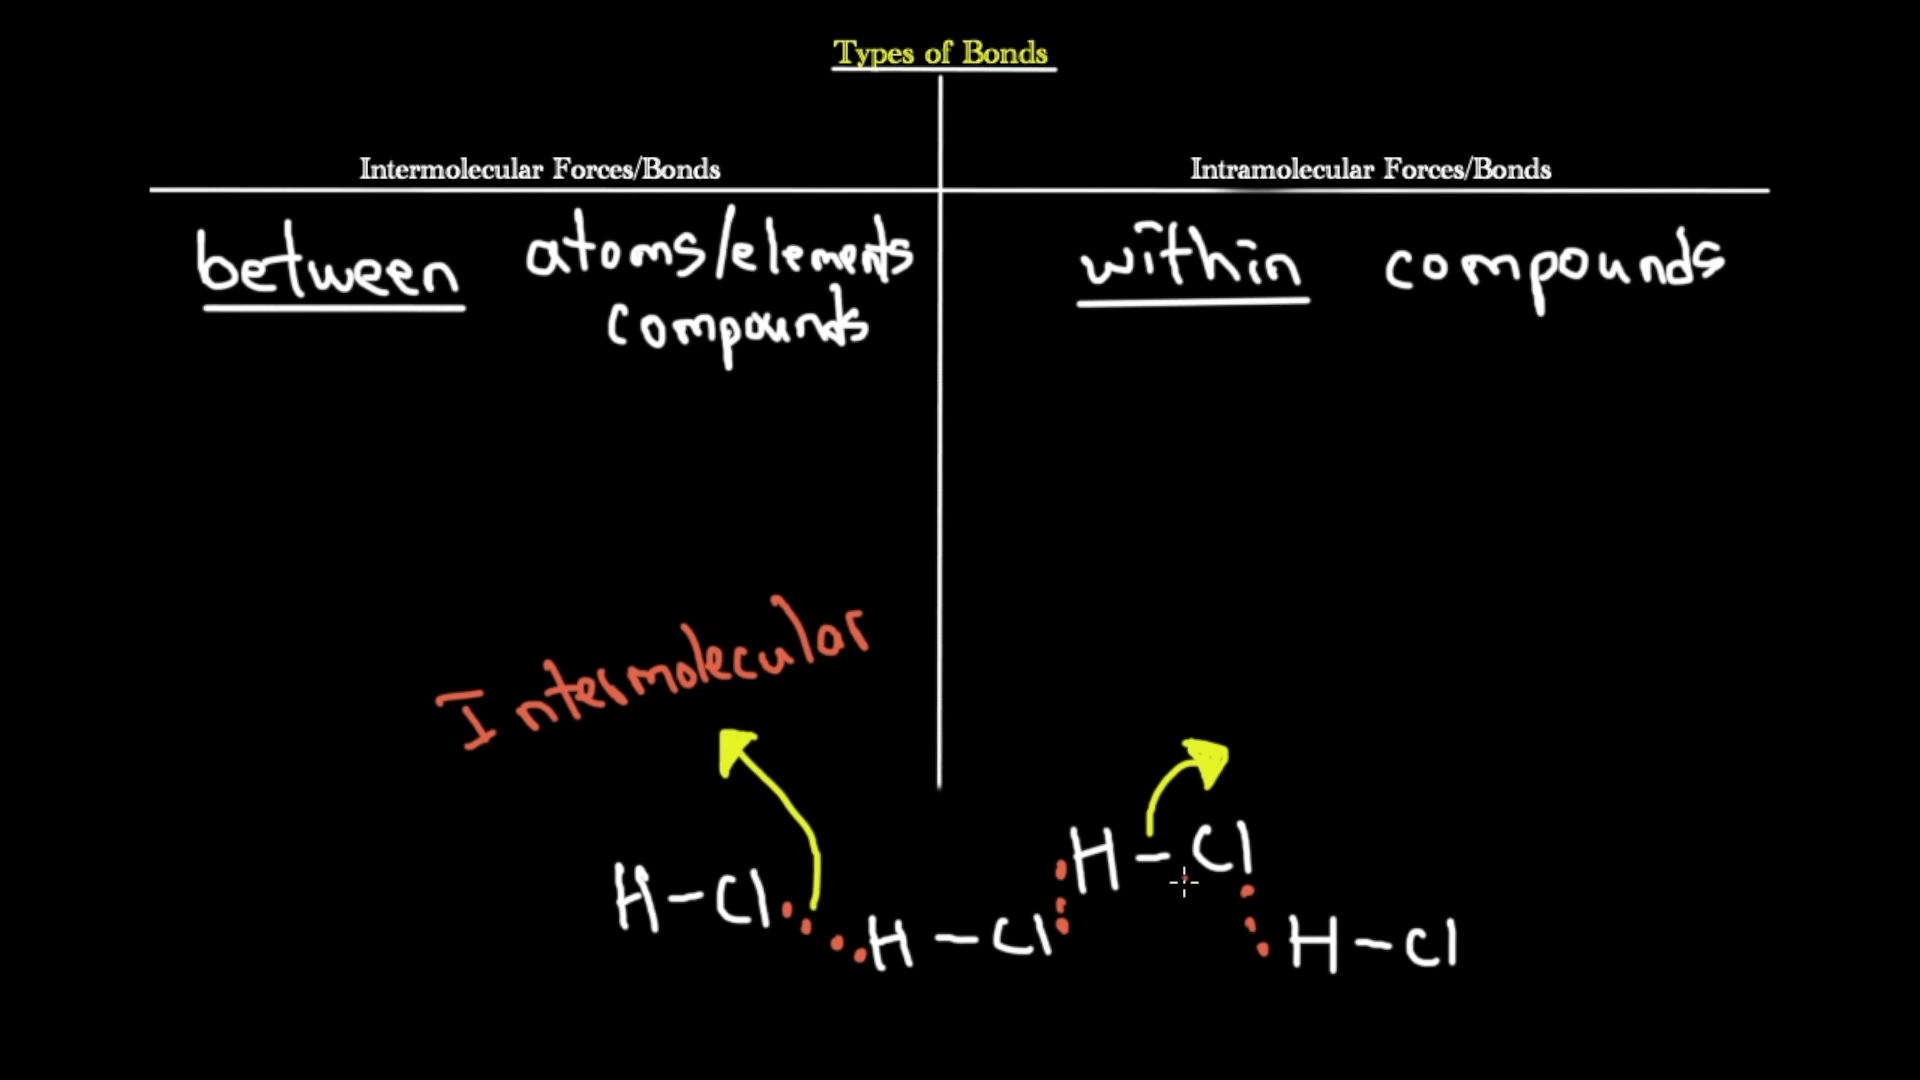 Types of Bonds
Intermolecular Forces/Bonds
Intramolecular Forces/Bonds
between atoms/elements
compounds
within compounds
Intermolecular
H-Cl
H-Cl
H-Cl
H-Cl